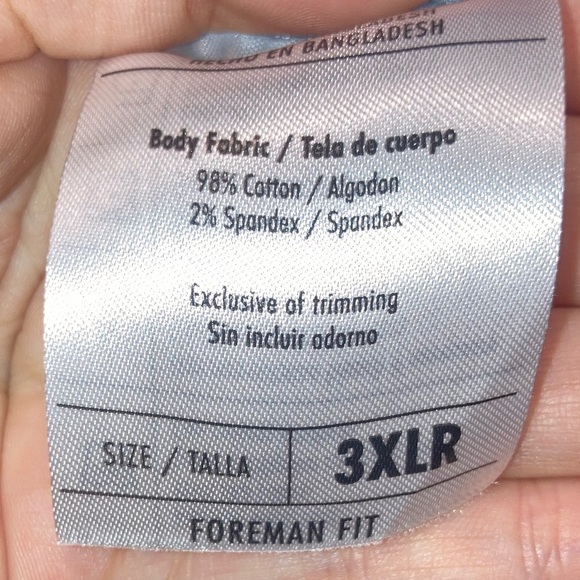 HECHO EN BANGLADESH
Body Fabric / Tela de cuerpo
98% Cotton / Algodon
2% Spandex / Spandex
Exclusive of trimming
Sin incluir adorno
SIZE / TALLA
3XLR
FOREMAN FIT